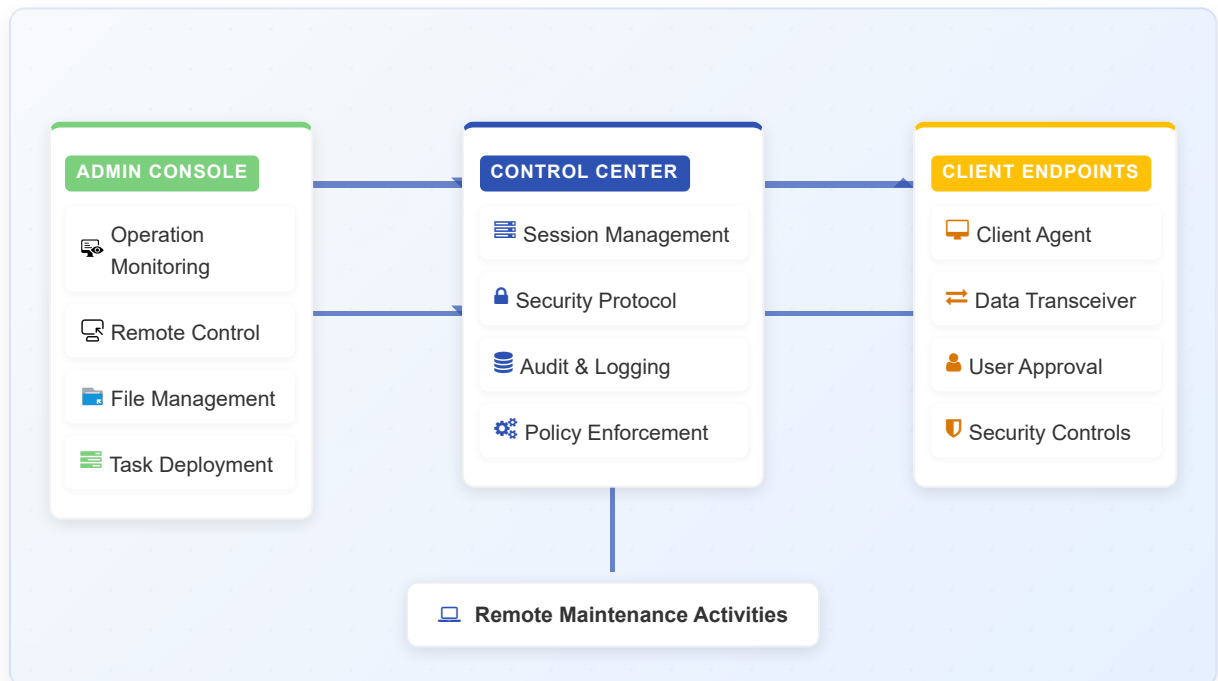 ADMIN CONSOLE
Operation
Monitoring
Remote Control
File Management
Task Deployment
CONTROL CENTER
Session Management
Security Protocol
Audit & Logging
Policy Enforcement
CLIENT ENDPOINTS
Client Agent
Data Transceiver
User Approval
Security Controls
Remote Maintenance Activities